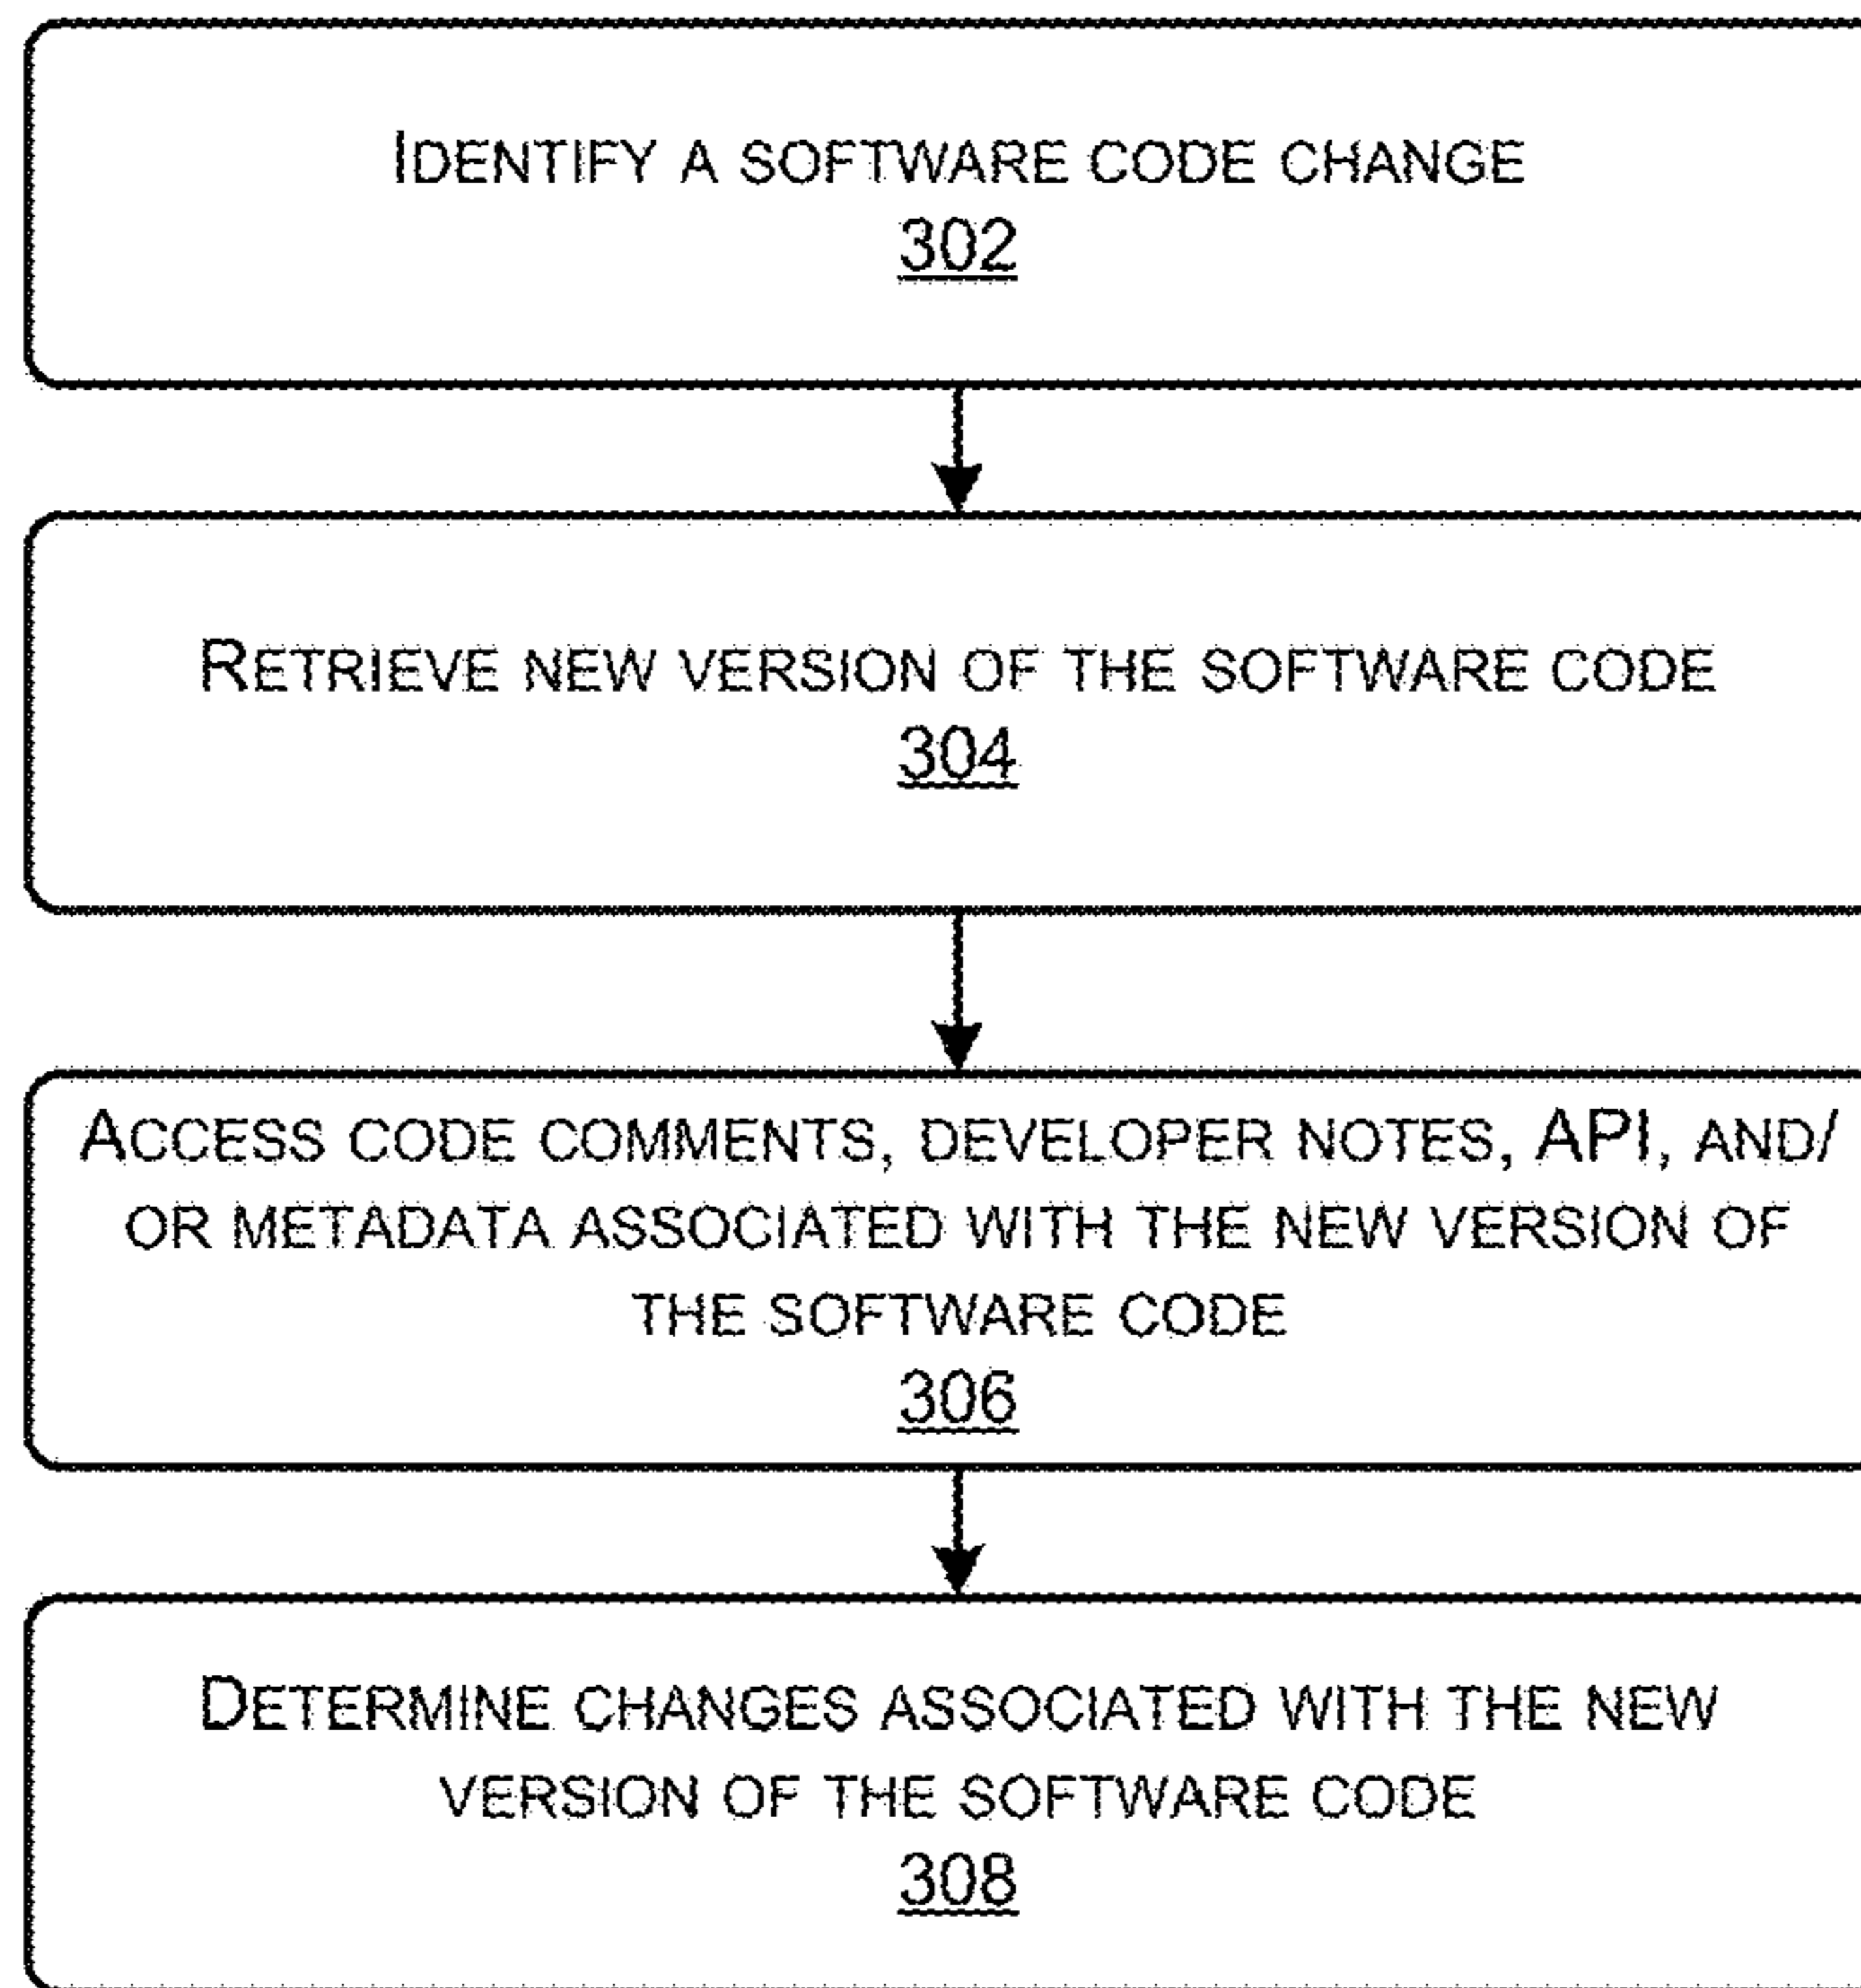 IDENTIFY A SOFTWARE CODE CHANGE
302
RETRIEVE NEW VERSION OF THE SOFTWARE CODE
304
ACCESS CODE COMMENTS, DEVELOPER NOTES, API, AND/
OR METADATA ASSOCIATED WITH THE NEW VERSION OF
THE SOFTWARE CODE
306
DETERMINE CHANGES ASSOCIATED WITH THE NEW
VERSION OF THE SOFTWARE CODE
308